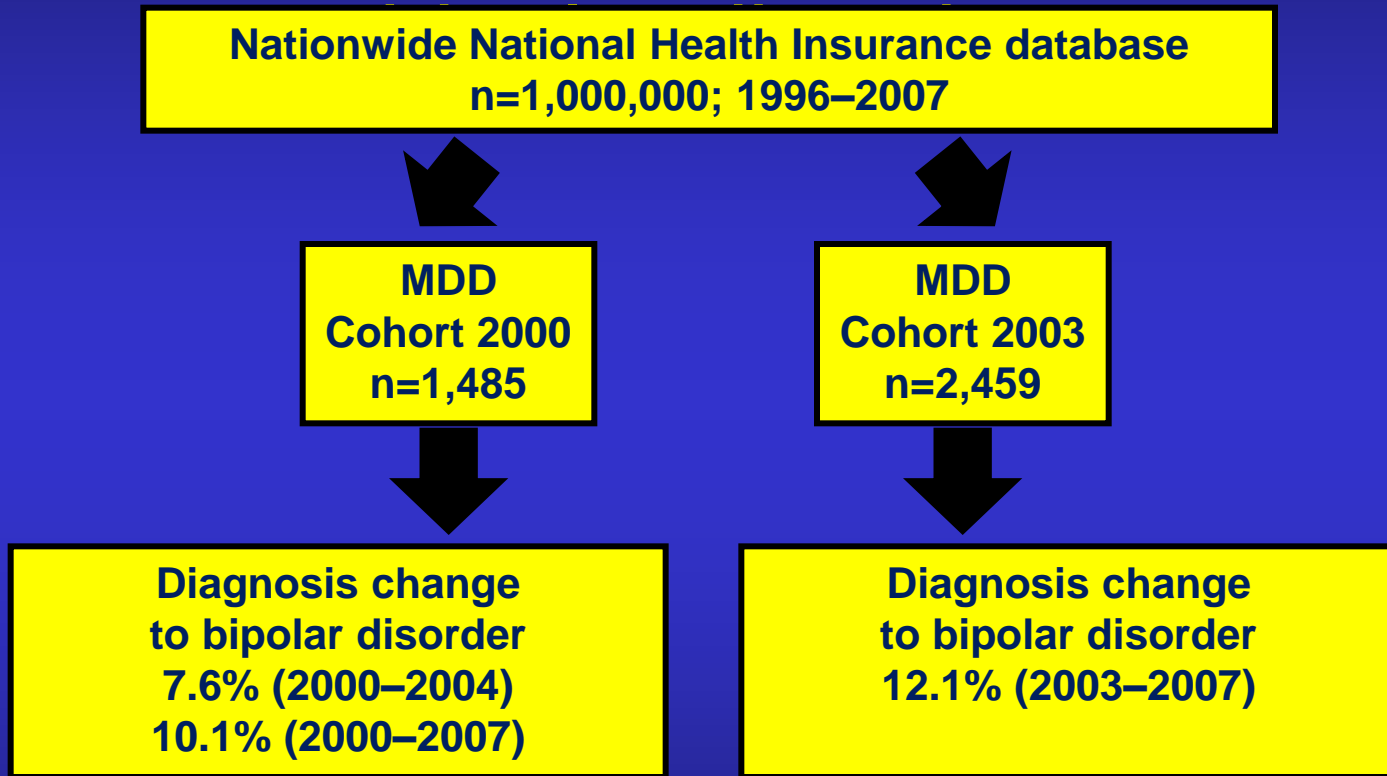 Nationwide National Health Insurance database
n=1,000,000; 1996–2007
MDD
Cohort 2000
n=1,485
MDD
Cohort 2003
n=2,459
Diagnosis change
to bipolar disorder
7.6% (2000–2004)
10.1% (2000–2007)
Diagnosis change
to bipolar disorder
12.1% (2003–2007)